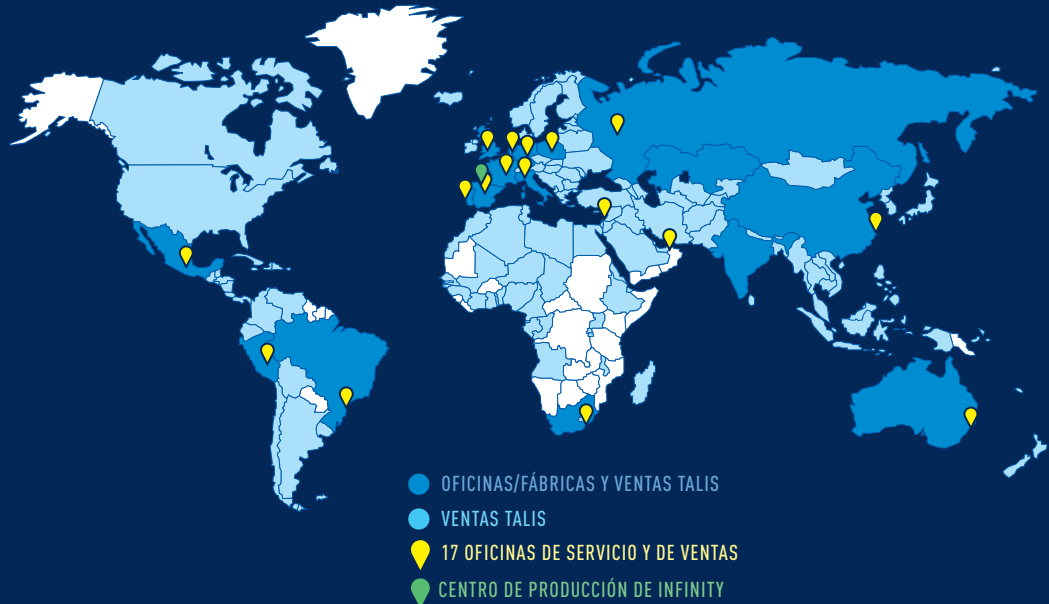 OFICINAS/FÁBRICAS Y VENTAS TALIS
VENTAS TALIS
17 OFICINAS DE SERVICIO Y DE VENTAS
CENTRO DE PRODUCCIÓN DE INFINITY